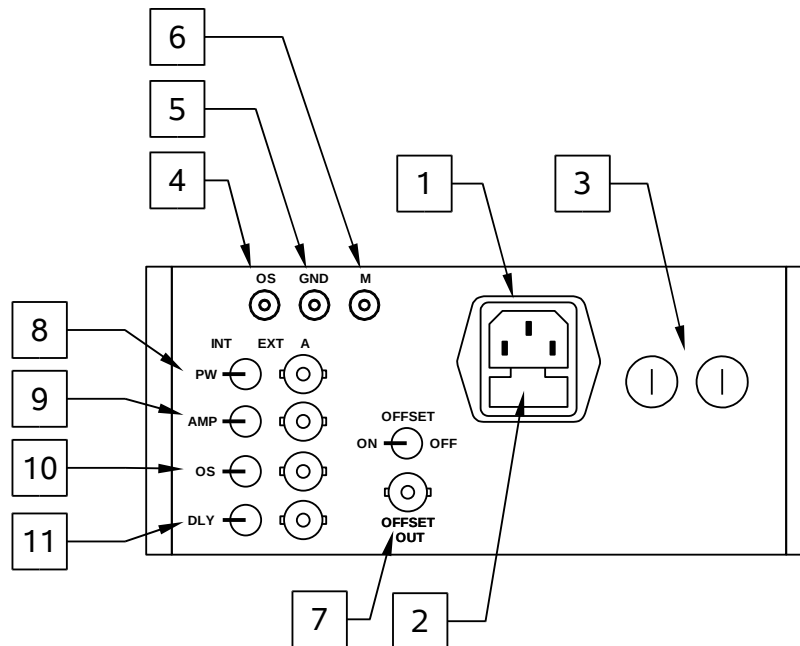 6
5
4
1
3
OS GND M
8
INT EXT A
PW
9
AMP
OFFSET
ON OFF
10
OS
11
DLY
OFFSET
OUT
7
2